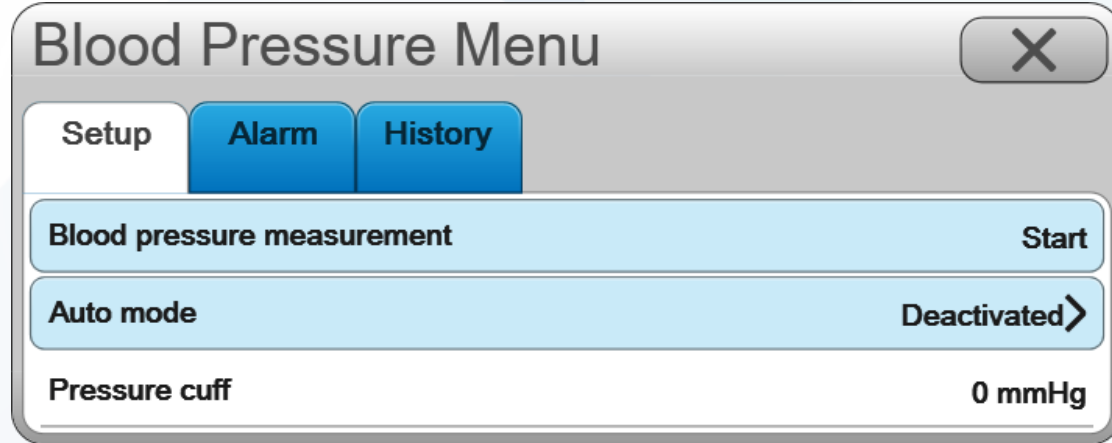 Blood Pressure Menu
Setup Alarm History
Blood pressure measurement Start
Auto mode Deactivated
Pressure cuff 0 mmHg